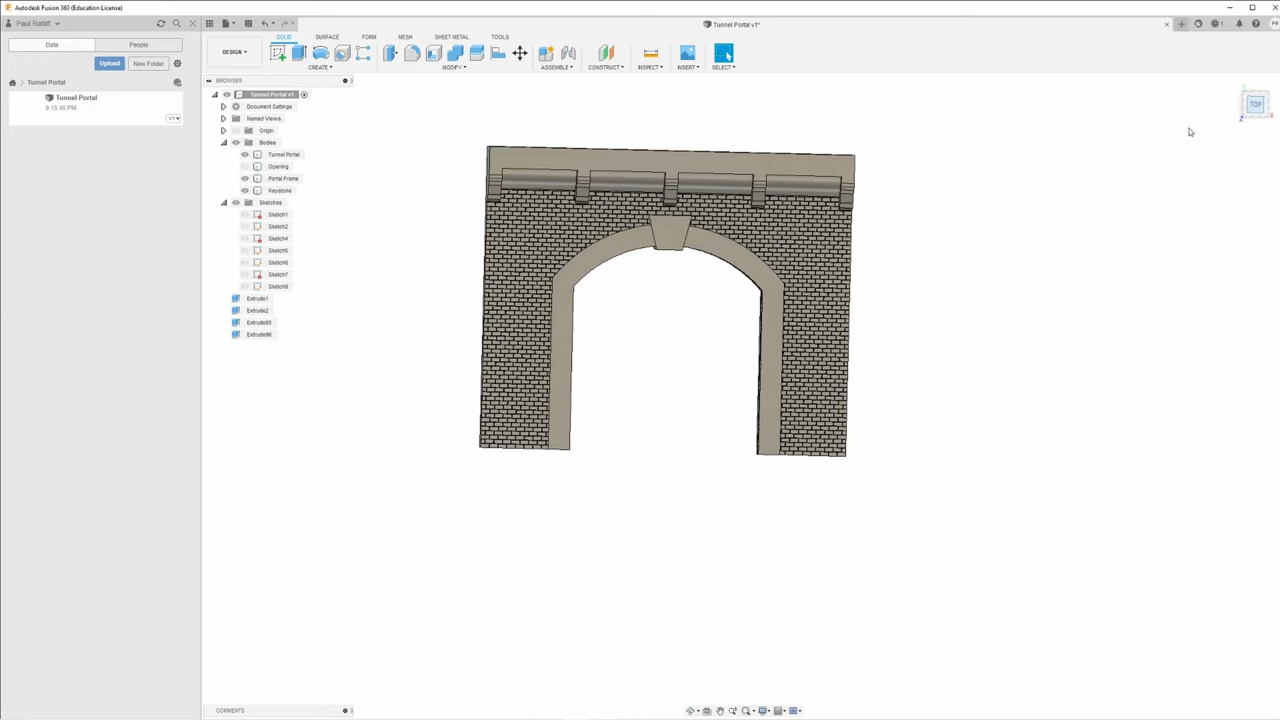 Autodesk Fusion 360 (Education License)
Paul Ratliff
Tunnel Portal v1*
PR
Data
People
SOLID
SURFACE
FORM
MESH
SHEET METAL
TOOLS
DESIGN
Upload
New Folder
CREATE
MODIFY
ASSEMBLE
CONSTRUCT
INSPECT
INSERT
SELECT
Tunnel Portal
Tunnel Portal
9:15:48 PM
V1
BROWSER
Tunnel Portal v1
Document Settings
Named Views
Origin
Bodies
Tunnel Portal
Opening
Portal Frame
Keystone
Sketches
Sketch1
Sketch2
Sketch4
Sketch5
Sketch6
Sketch7
Sketch9
Extrude1
Extrude2
Extrude95
Extrude96
TOP
Z
X
COMMENTS